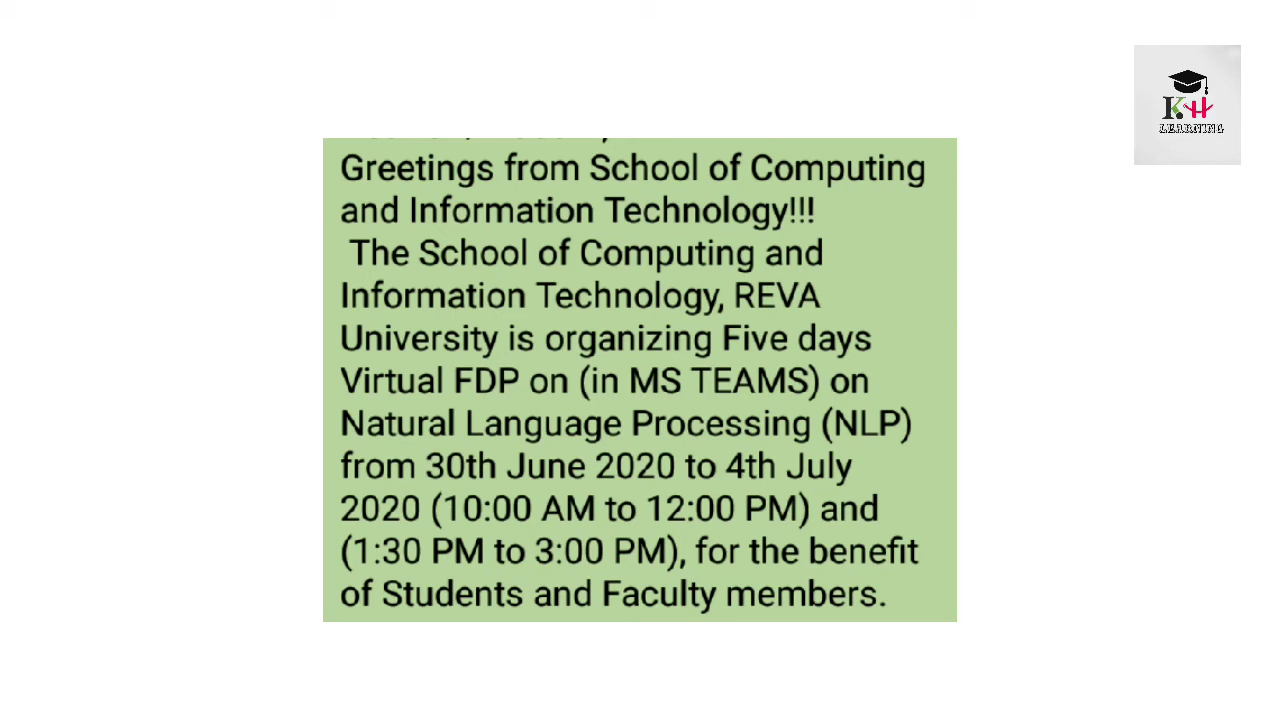 KH
LEARNING
Greetings from School of Computing
and Information Technology!!!
The School of Computing and
Information Technology, REVA
University is organizing Five days
Virtual FDP on (in MS TEAMS) on
Natural Language Processing (NLP)
from 30th June 2020 to 4th July
2020 (10:00 AM to 12:00 PM) and
(1:30 PM to 3:00 PM), for the benefit
of Students and Faculty members.